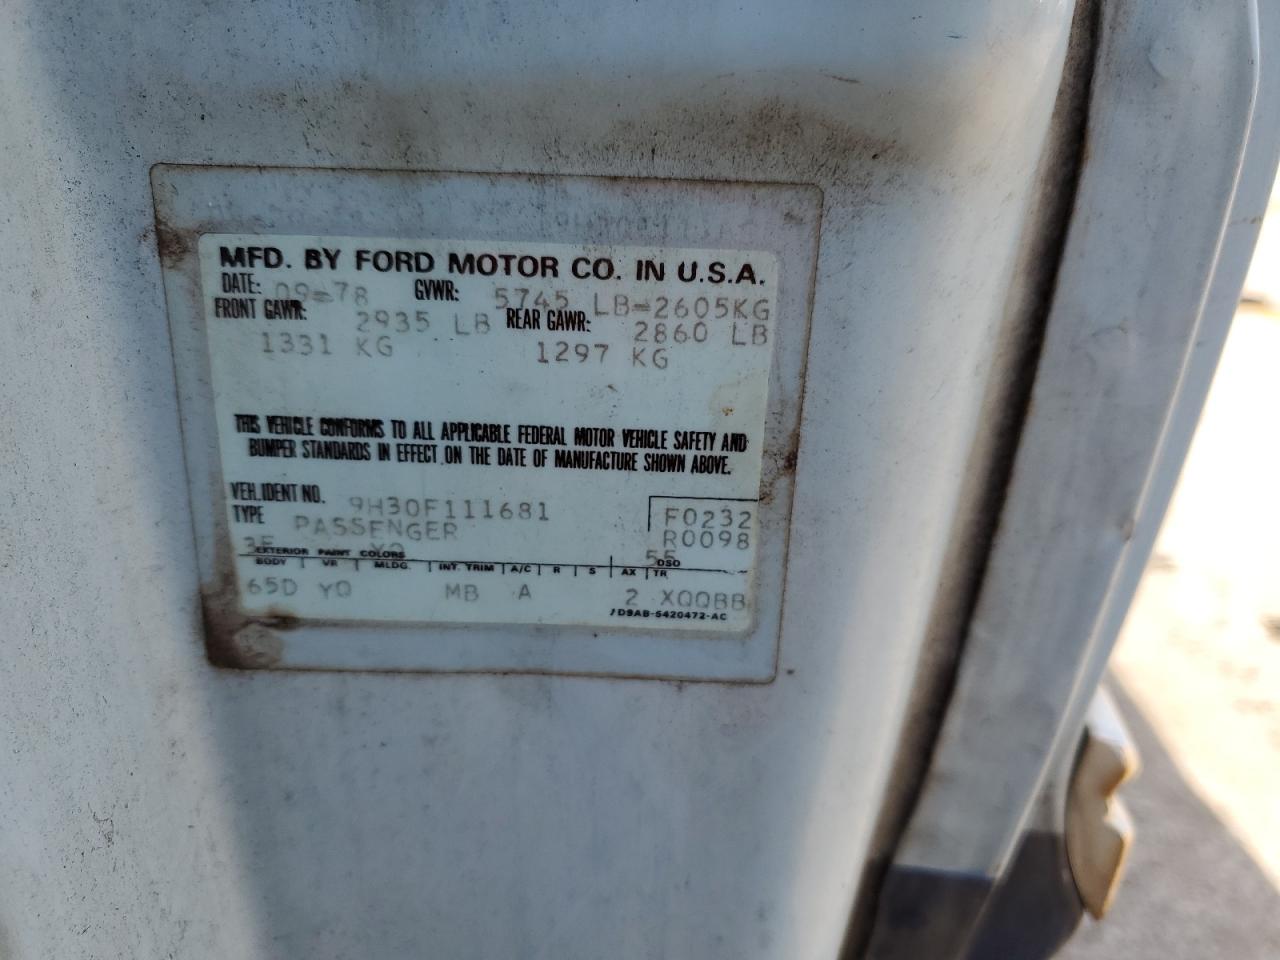 MFD. BY FORD MOTOR CO. IN U.S.A.
DATE: 09-78 GVWR: 5745 LB-2605KG
FRONT GAWR: 2935 LB REAR GAWR: 2860 LB
1331 KG 1297 KG
THIS VEHICLE CONFORMS TO ALL APPLICABLE FEDERAL MOTOR VEHICLE SAFETY AND
BUMPER STANDARDS IN EFFECT ON THE DATE OF MANUFACTURE SHOWN ABOVE.
VEH. IDENT NO. 9H30F111681 F0232
TYPE PASSENGER R0098
55
EXTERIOR PAINT COLORS DSO
BODY VR MLDG. INT. TRIM A/C R S AX TR
65D YQ MB A 2 XQQBB
/D9AB-5420472-AC